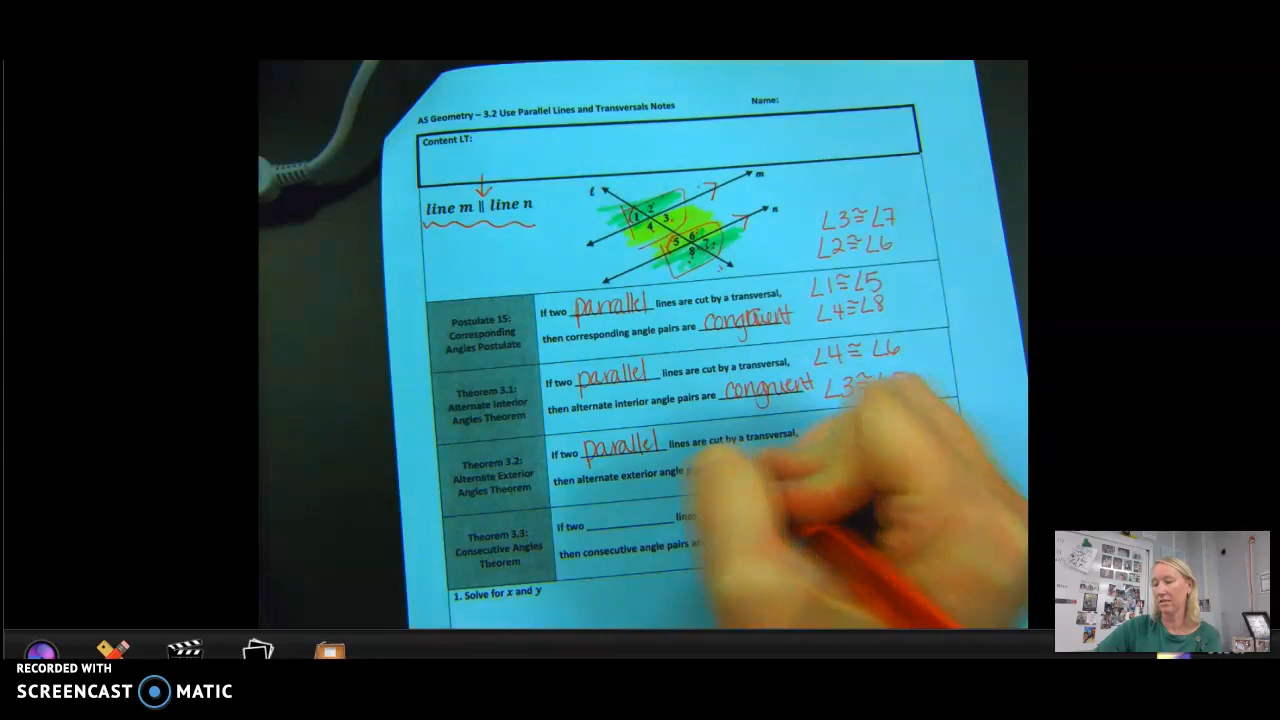 AS Geometry – 3.2 Use Parallel Lines and Transversals Notes Name:
Content LT:
line m ∥ line n
ℓ
m
n
1 2 3 4
5 6 7 8
∠3≅∠7
∠2≅∠6
∠1≅∠5
∠4≅∠8
Postulate 15:
Corresponding
Angles Postulate
If two parallel lines are cut by a transversal,
then corresponding angle pairs are congruent
Theorem 3.1:
Alternate Interior
Angles Theorem
If two parallel lines are cut by a transversal,
then alternate interior angle pairs are congruent
∠4≅∠6
∠3≅
Theorem 3.2:
Alternate Exterior
Angles Theorem
If two parallel lines are cut by a transversal,
then alternate exterior angle
Theorem 3.3:
Consecutive Angles
Theorem
If two ____________ lines
then consecutive angle pairs are
1. Solve for x and y
RECORDED WITH
SCREENCAST MATIC